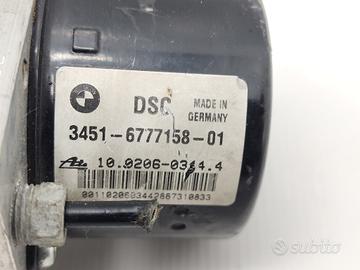 DSC
MADE IN
GERMANY
3451-6777158-01
10.0206-0344.4
subito